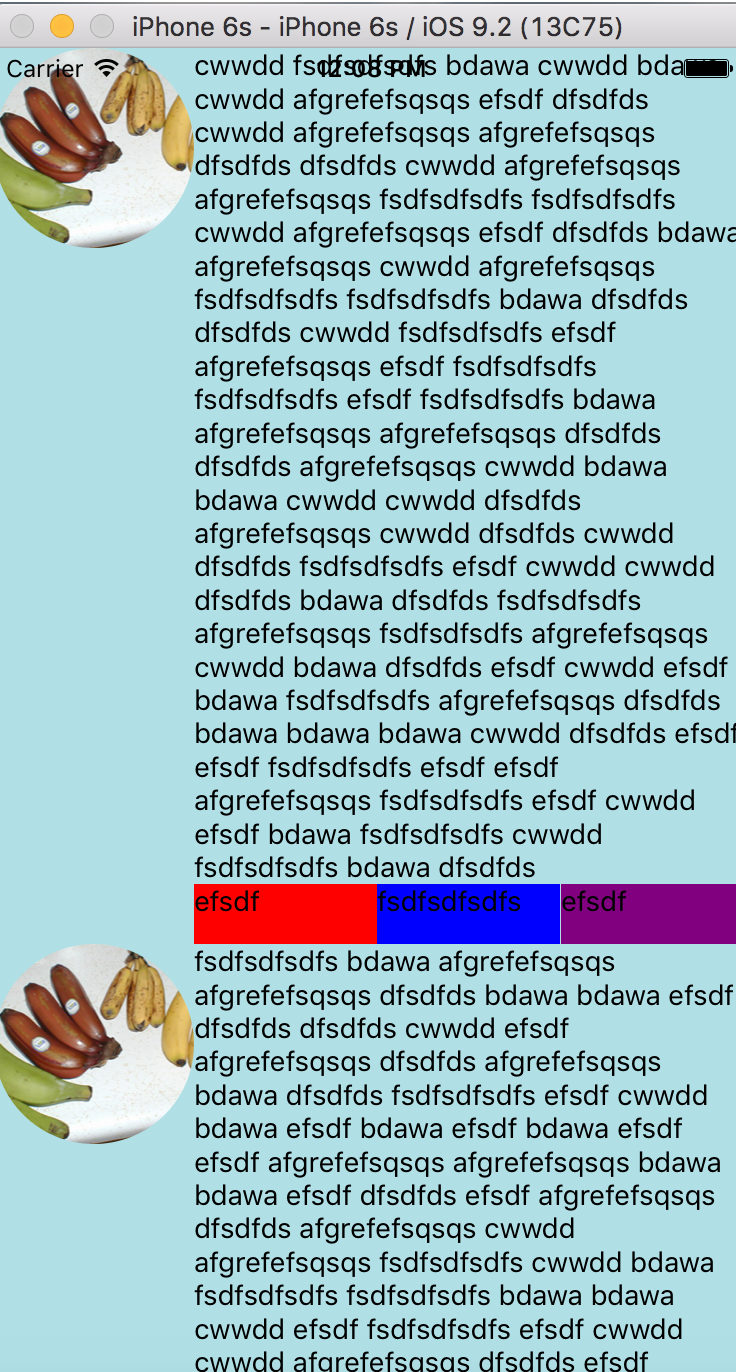 iPhone 6s - iPhone 6s / iOS 9.2 (13C75)
Carrier 12:08 PM
cwwdd fsdfsdfsdfs bdawa cwwdd bdawa
cwwdd afgrefefsqsqs efsdf dfsdfds
cwwdd afgrefefsqsqs afgrefefsqsqs
dfsdfds dfsdfds cwwdd afgrefefsqsqs
afgrefefsqsqs fsdfsdfsdfs fsdfsdfsdfs
cwwdd afgrefefsqsqs efsdf dfsdfds bdawa
afgrefefsqsqs cwwdd afgrefefsqsqs
fsdfsdfsdfs fsdfsdfsdfs bdawa dfsdfds
dfsdfds cwwdd fsdfsdfsdfs efsdf
afgrefefsqsqs efsdf fsdfsdfsdfs
fsdfsdfsdfs efsdf fsdfsdfsdfs bdawa
afgrefefsqsqs afgrefefsqsqs dfsdfds
dfsdfds afgrefefsqsqs cwwdd bdawa
bdawa cwwdd cwwdd dfsdfds
afgrefefsqsqs cwwdd dfsdfds cwwdd
dfsdfds fsdfsdfsdfs efsdf cwwdd cwwdd
dfsdfds bdawa dfsdfds fsdfsdfsdfs
afgrefefsqsqs fsdfsdfsdfs afgrefefsqsqs
cwwdd bdawa dfsdfds efsdf cwwdd efsdf
bdawa fsdfsdfsdfs afgrefefsqsqs dfsdfds
bdawa bdawa bdawa cwwdd dfsdfds efsdf
efsdf fsdfsdfsdfs efsdf efsdf
afgrefefsqsqs fsdfsdfsdfs efsdf cwwdd
efsdf bdawa fsdfsdfsdfs cwwdd
fsdfsdfsdfs bdawa dfsdfds
efsdf fsdfsdfsdfs efsdf
fsdfsdfsdfs bdawa afgrefefsqsqs
afgrefefsqsqs dfsdfds bdawa bdawa efsdf
dfsdfds dfsdfds cwwdd efsdf
afgrefefsqsqs dfsdfds afgrefefsqsqs
bdawa dfsdfds fsdfsdfsdfs efsdf cwwdd
bdawa efsdf bdawa efsdf bdawa efsdf
efsdf afgrefefsqsqs afgrefefsqsqs bdawa
bdawa efsdf dfsdfds efsdf afgrefefsqsqs
dfsdfds afgrefefsqsqs cwwdd
afgrefefsqsqs fsdfsdfsdfs cwwdd bdawa
fsdfsdfsdfs fsdfsdfsdfs bdawa bdawa
cwwdd efsdf fsdfsdfsdfs efsdf cwwdd
cwwdd afgrefefsqsqs dfsdfds efsdf